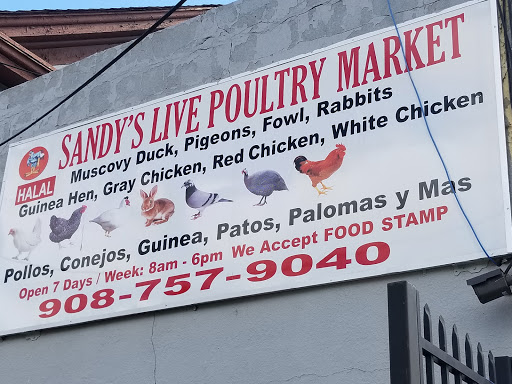 SANDY'S LIVE POULTRY MARKET
Muscovy Duck, Pigeons, Fowl, Rabbits
Guinea Hen, Gray Chicken, Red Chicken, White Chicken
HALAL
Pollos, Conejos, Guinea, Patos, Palomas y Mas
Open 7 Days / Week: 8am - 6pm We Accept FOOD STAMP
908-757-9040